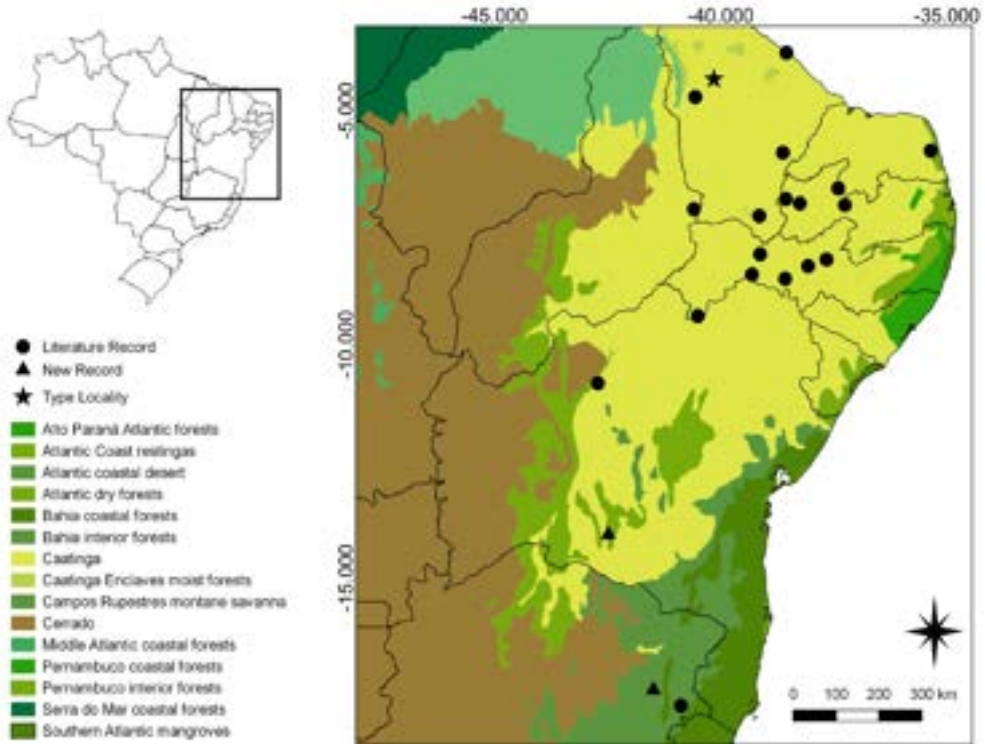 -45.000
-40.000
-35.000
-5.000
-10.000
-15.000
Literature Record
New Record
Type Locality
Alto Paraná Atlantic forests
Atlantic Coast restingas
Atlantic coastal desert
Atlantic dry forests
Bahia coastal forests
Bahia interior forests
Caatinga
Caatinga Enclaves moist forests
Campos Rupestres montane savanna
Cerrado
Middle Atlantic coastal forests
Pernambuco coastal forests
Pernambuco interior forests
Serra do Mar coastal forests
Southern Atlantic mangroves
0 100 200 300 km